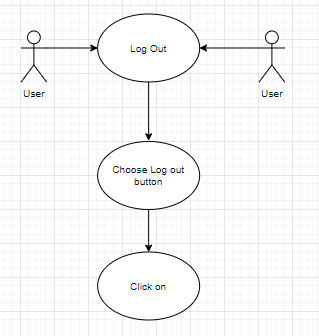 Log Out
User
User
Choose Log out
button
Click on